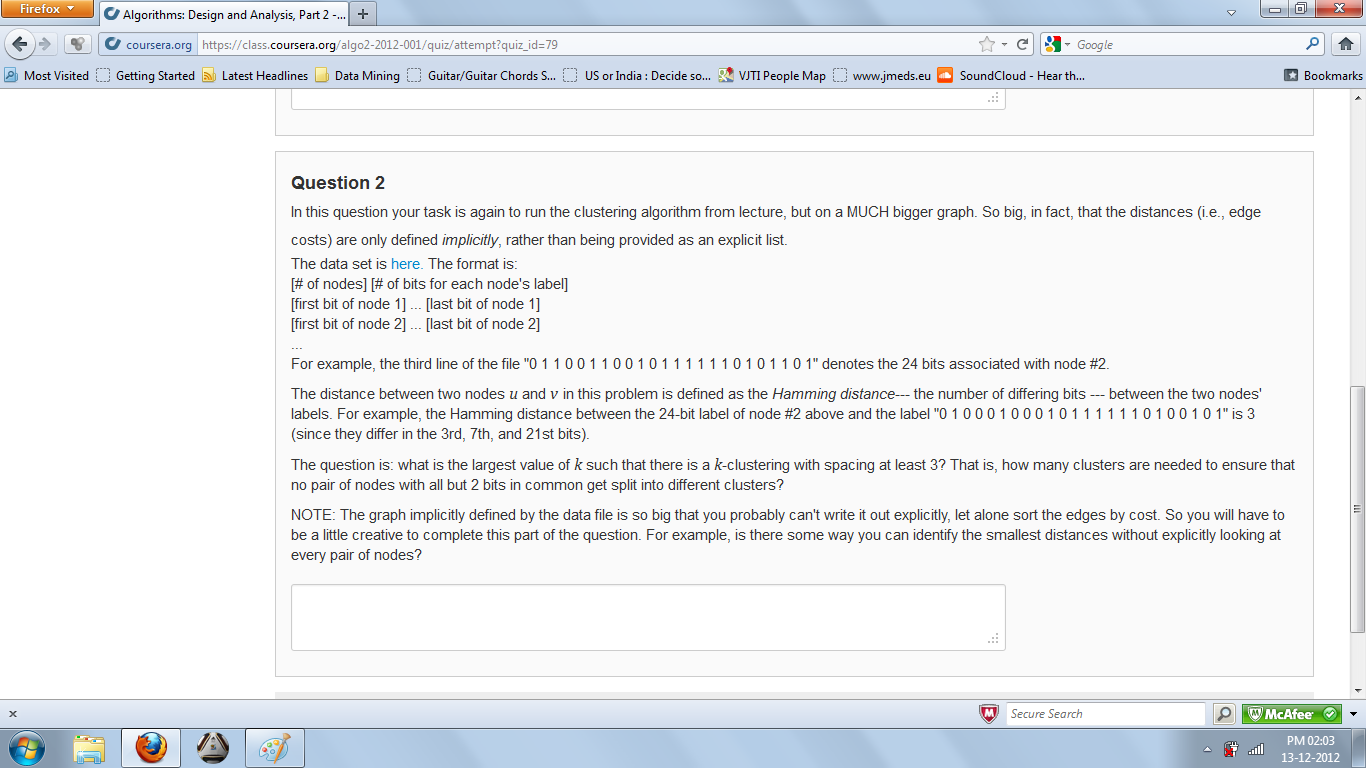 Firefox
Algorithms: Design and Analysis, Part 2 -...
coursera.org
https://class.coursera.org/algo2-2012-001/quiz/attempt?quiz_id=79
Google
Most Visited Getting Started Latest Headlines Data Mining Guitar/Guitar Chords S... US or India : Decide so... VJTI People Map www.jmeds.eu SoundCloud - Hear th... Bookmarks
Question 2
In this question your task is again to run the clustering algorithm from lecture, but on a MUCH bigger graph. So big, in fact, that the distances (i.e., edge
costs) are only defined implicitly, rather than being provided as an explicit list.
The data set is here. The format is:
[# of nodes] [# of bits for each node's label]
[first bit of node 1] ... [last bit of node 1]
[first bit of node 2] ... [last bit of node 2]
...
For example, the third line of the file "0 1 1 0 0 1 1 0 0 1 0 1 1 1 1 1 1 0 1 0 1 1 0 1" denotes the 24 bits associated with node #2.
The distance between two nodes u and v in this problem is defined as the Hamming distance--- the number of differing bits --- between the two nodes'
labels. For example, the Hamming distance between the 24-bit label of node #2 above and the label "0 1 0 0 0 1 0 0 0 1 0 1 1 1 1 1 1 0 1 0 0 1 0 1" is 3
(since they differ in the 3rd, 7th, and 21st bits).
The question is: what is the largest value of k such that there is a k-clustering with spacing at least 3? That is, how many clusters are needed to ensure that
no pair of nodes with all but 2 bits in common get split into different clusters?
NOTE: The graph implicitly defined by the data file is so big that you probably can't write it out explicitly, let alone sort the edges by cost. So you will have to
be a little creative to complete this part of the question. For example, is there some way you can identify the smallest distances without explicitly looking at
every pair of nodes?
x
Secure Search
McAfee
PM 02:03
13-12-2012